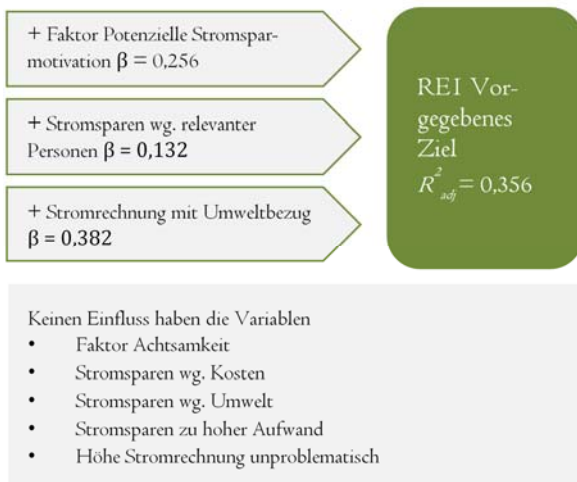 + Faktor Potenzielle Stromspar-
motivation β = 0,256
+ Stromsparen wg. relevanter
Personen β = 0,132
+ Stromrechnung mit Umweltbezug
β = 0,382
REI Vor-
gegebenes
Ziel
R²adj = 0,356
Keinen Einfluss haben die Variablen
• Faktor Achtsamkeit
• Stromsparen wg. Kosten
• Stromsparen wg. Umwelt
• Stromsparen zu hoher Aufwand
• Höhe Stromrechnung unproblematisch